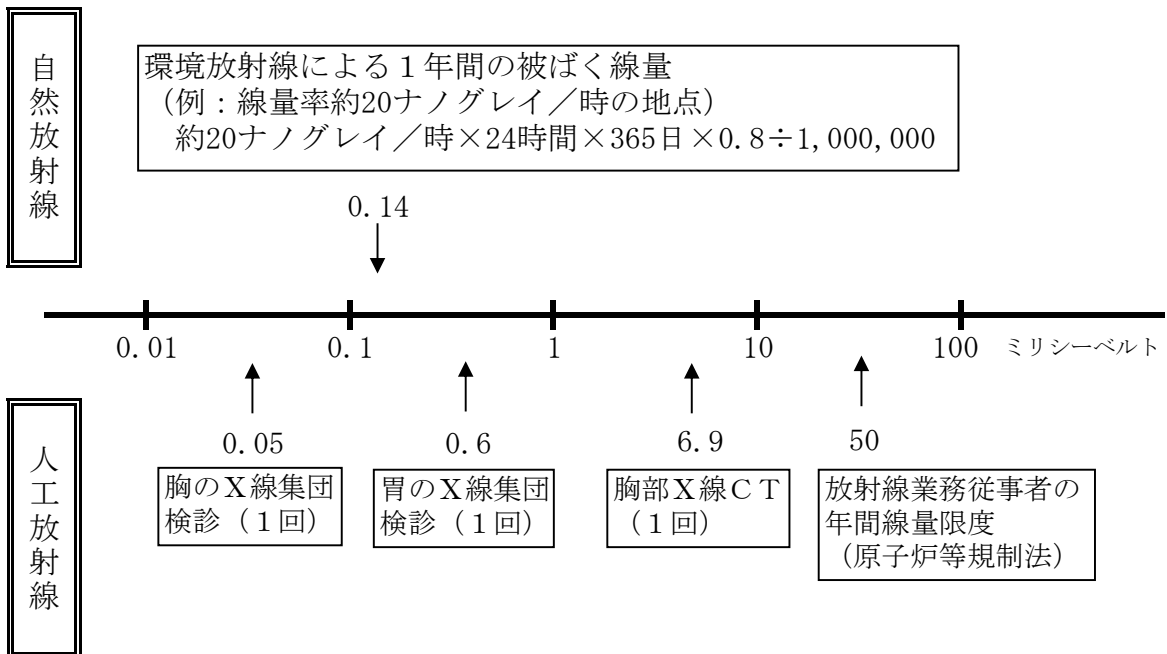 自然放射線
環境放射線による１年間の被ばく線量
（例：線量率約20ナノグレイ／時の地点）
約20ナノグレイ／時×24時間×365日×0.8÷1,000,000
0.14
0.01
0.1
1
10
100
ミリシーベルト
人工放射線
0.05
胸のＸ線集団
検診（１回）
0.6
胃のＸ線集団
検診（１回）
6.9
胸部Ｘ線ＣＴ
（１回）
50
放射線業務従事者の
年間線量限度
（原子炉等規制法）